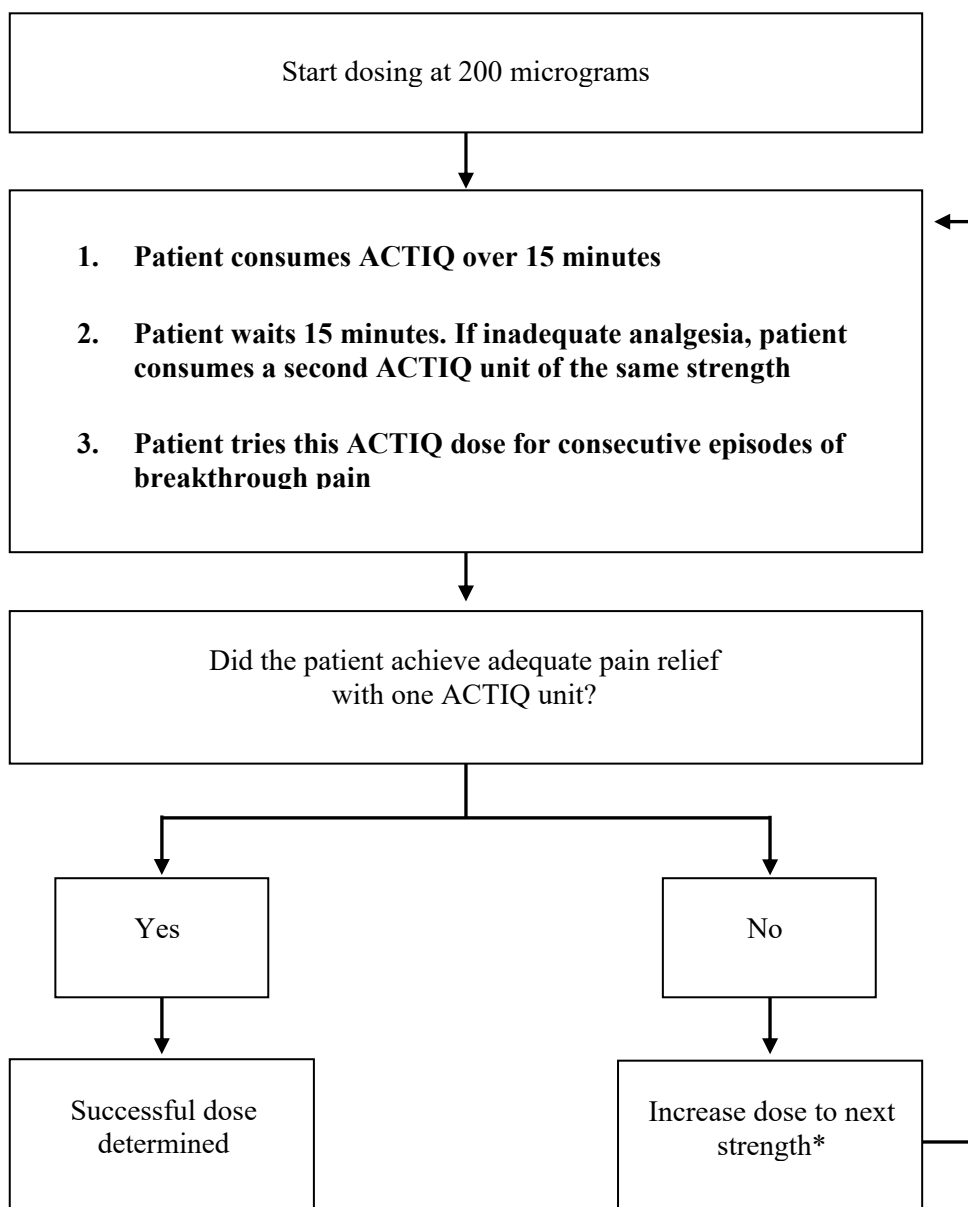 Start dosing at 200 micrograms
1. Patient consumes ACTIQ over 15 minutes
2. Patient waits 15 minutes. If inadequate analgesia, patient
consumes a second ACTIQ unit of the same strength
3. Patient tries this ACTIQ dose for consecutive episodes of
breakthrough pain
Did the patient achieve adequate pain relief
with one ACTIQ unit?
Yes
No
Successful dose
determined
Increase dose to next
strength*